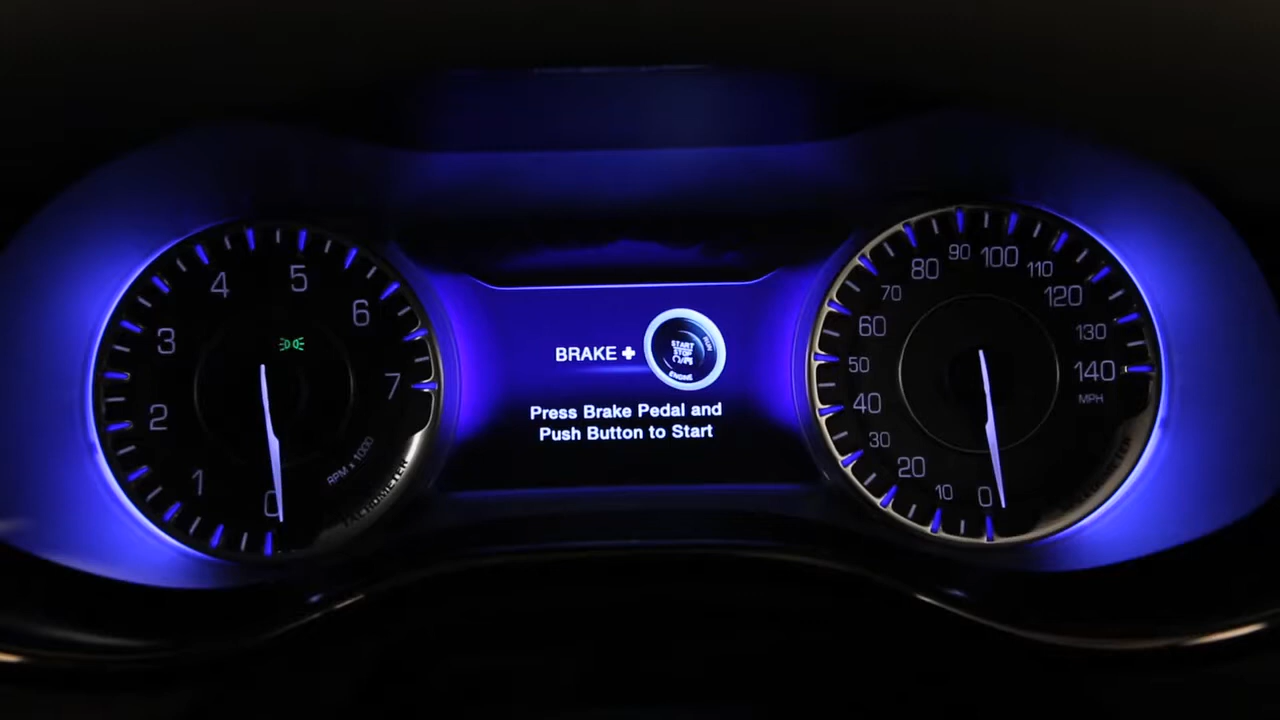 0
1
2
3
4
5
6
7
RPM x 1000
TACHOMETER
BRAKE +
START
STOP
RUN
ENGINE
Press Brake Pedal and
Push Button to Start
0
10
20
30
40
50
60
70
80
90
100
110
120
130
140
MPH